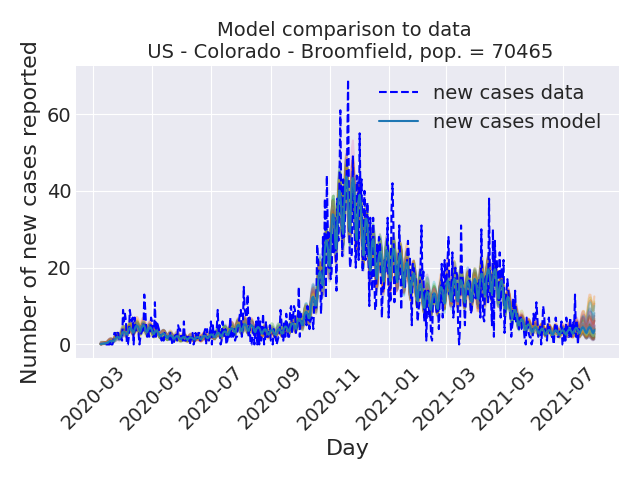 Model comparison to data
US - Colorado - Broomfield, pop. = 70465
Number of new cases reported
60
40
20
0
new cases data
new cases model
2020-03
2020-05
2020-07
2020-09
2020-11
2021-01
2021-03
2021-05
2021-07
Day